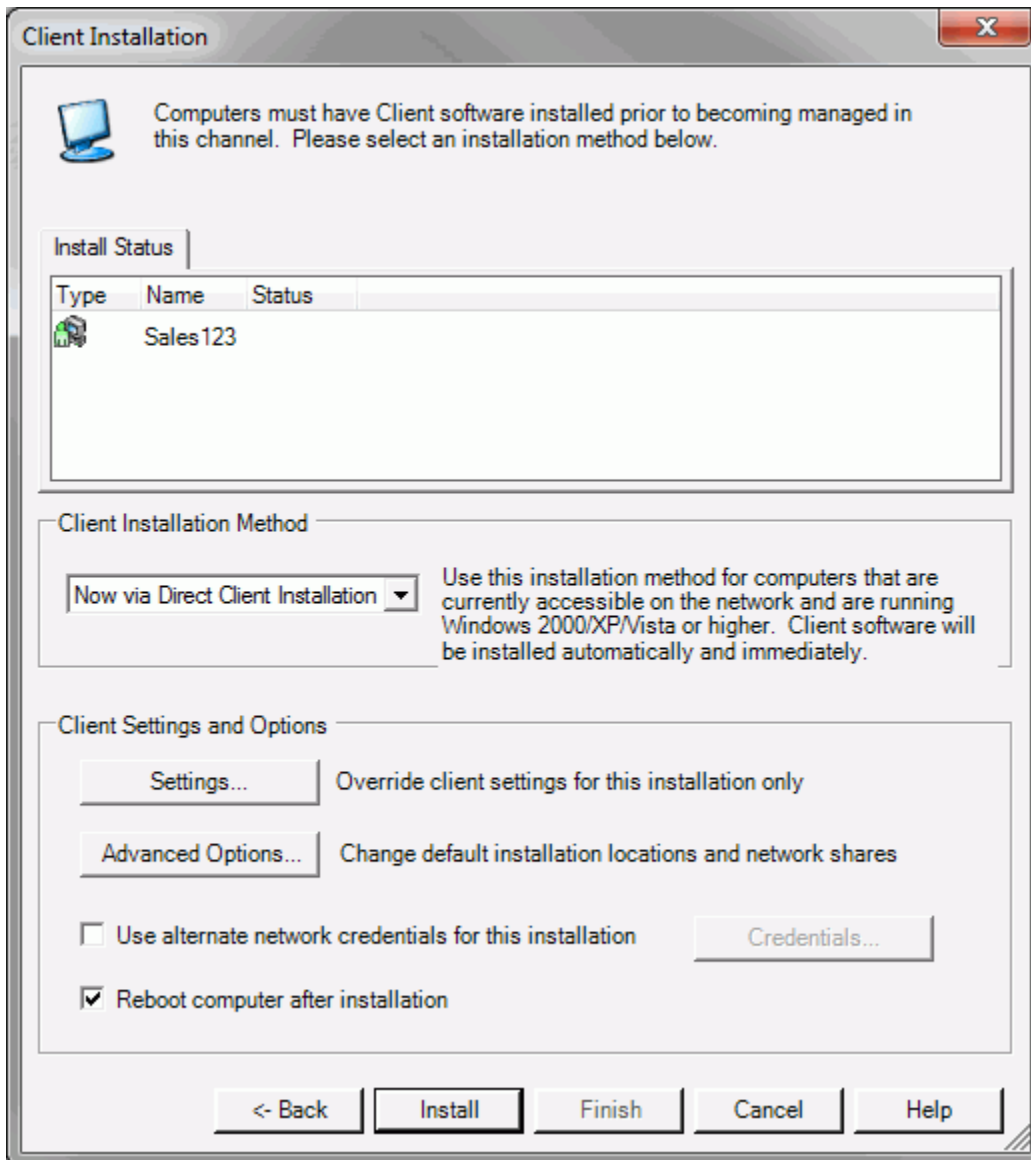 Client Installation
Computers must have Client software installed prior to becoming managed in
this channel.  Please select an installation method below.
Install Status
Type Name Status
Sales123
Client Installation Method
Now via Direct Client Installation
Use this installation method for computers that are
currently accessible on the network and are running
Windows 2000/XP/Vista or higher.  Client software will
be installed automatically and immediately.
Client Settings and Options
Settings... Override client settings for this installation only
Advanced Options... Change default installation locations and network shares
Use alternate network credentials for this installation Credentials...
Reboot computer after installation
<- Back Install Finish Cancel Help